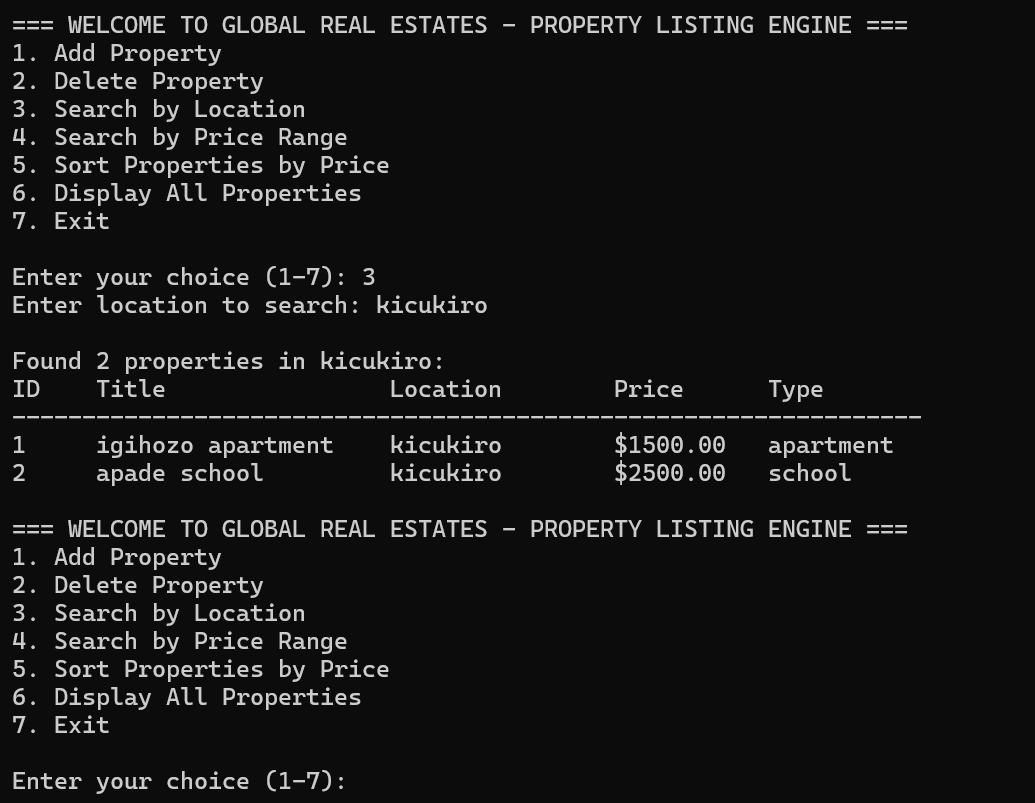 === WELCOME TO GLOBAL REAL ESTATES - PROPERTY LISTING ENGINE ===
1. Add Property
2. Delete Property
3. Search by Location
4. Search by Price Range
5. Sort Properties by Price
6. Display All Properties
7. Exit
Enter your choice (1-7): 3
Enter location to search: kicukiro
Found 2 properties in kicukiro:
ID    Title                Location        Price      Type
-----------------------------------------------------------------
1     igihozo apartment    kicukiro        $1500.00   apartment
2     apade school         kicukiro        $2500.00   school
=== WELCOME TO GLOBAL REAL ESTATES - PROPERTY LISTING ENGINE ===
1. Add Property
2. Delete Property
3. Search by Location
4. Search by Price Range
5. Sort Properties by Price
6. Display All Properties
7. Exit
Enter your choice (1-7):